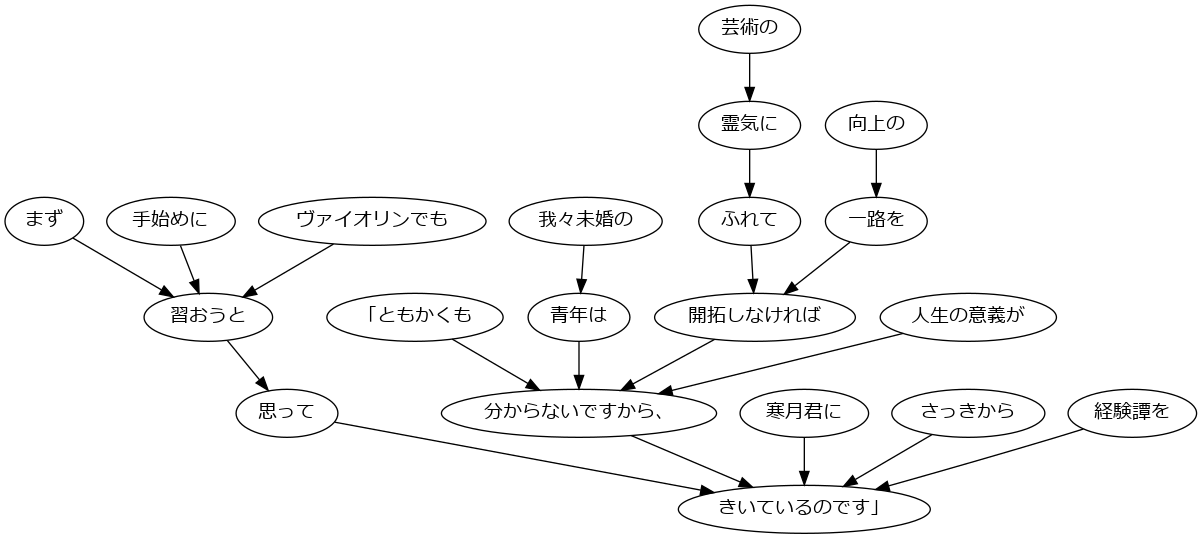 芸術の
霊気に
向上の
まず
手始めに
ヴァイオリンでも
我々未婚の
ふれて
一路を
習おうと
「ともかくも
青年は
開拓しなければ
人生の意義が
思って
分からないですから、
寒月君に
さっきから
経験譚を
きいているのです」